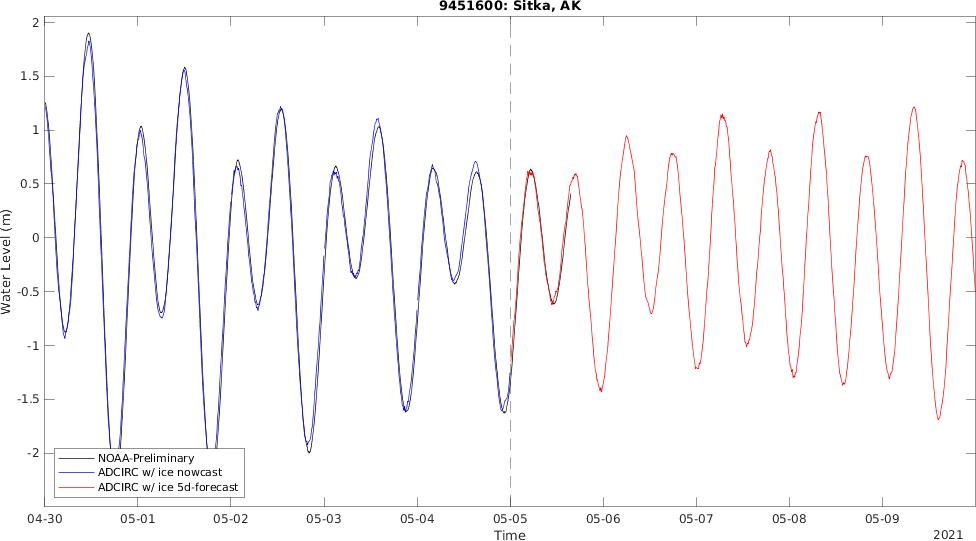 9451600: Sitka, AK
2
1.5
1
0.5
0
-0.5
-1
-1.5
-2
Water Level (m)
NOAA-Preliminary
ADCIRC w/ ice nowcast
ADCIRC w/ ice 5d-forecast
04-30 05-01 05-02 05-03 05-04 05-05 05-06 05-07 05-08 05-09
Time
2021